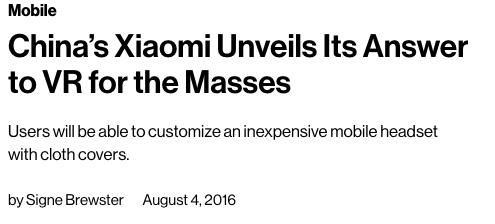 Mobile
China’s Xiaomi Unveils Its Answer
to VR for the Masses
Users will be able to customize an inexpensive mobile headset
with cloth covers.
by Signe Brewster August 4, 2016